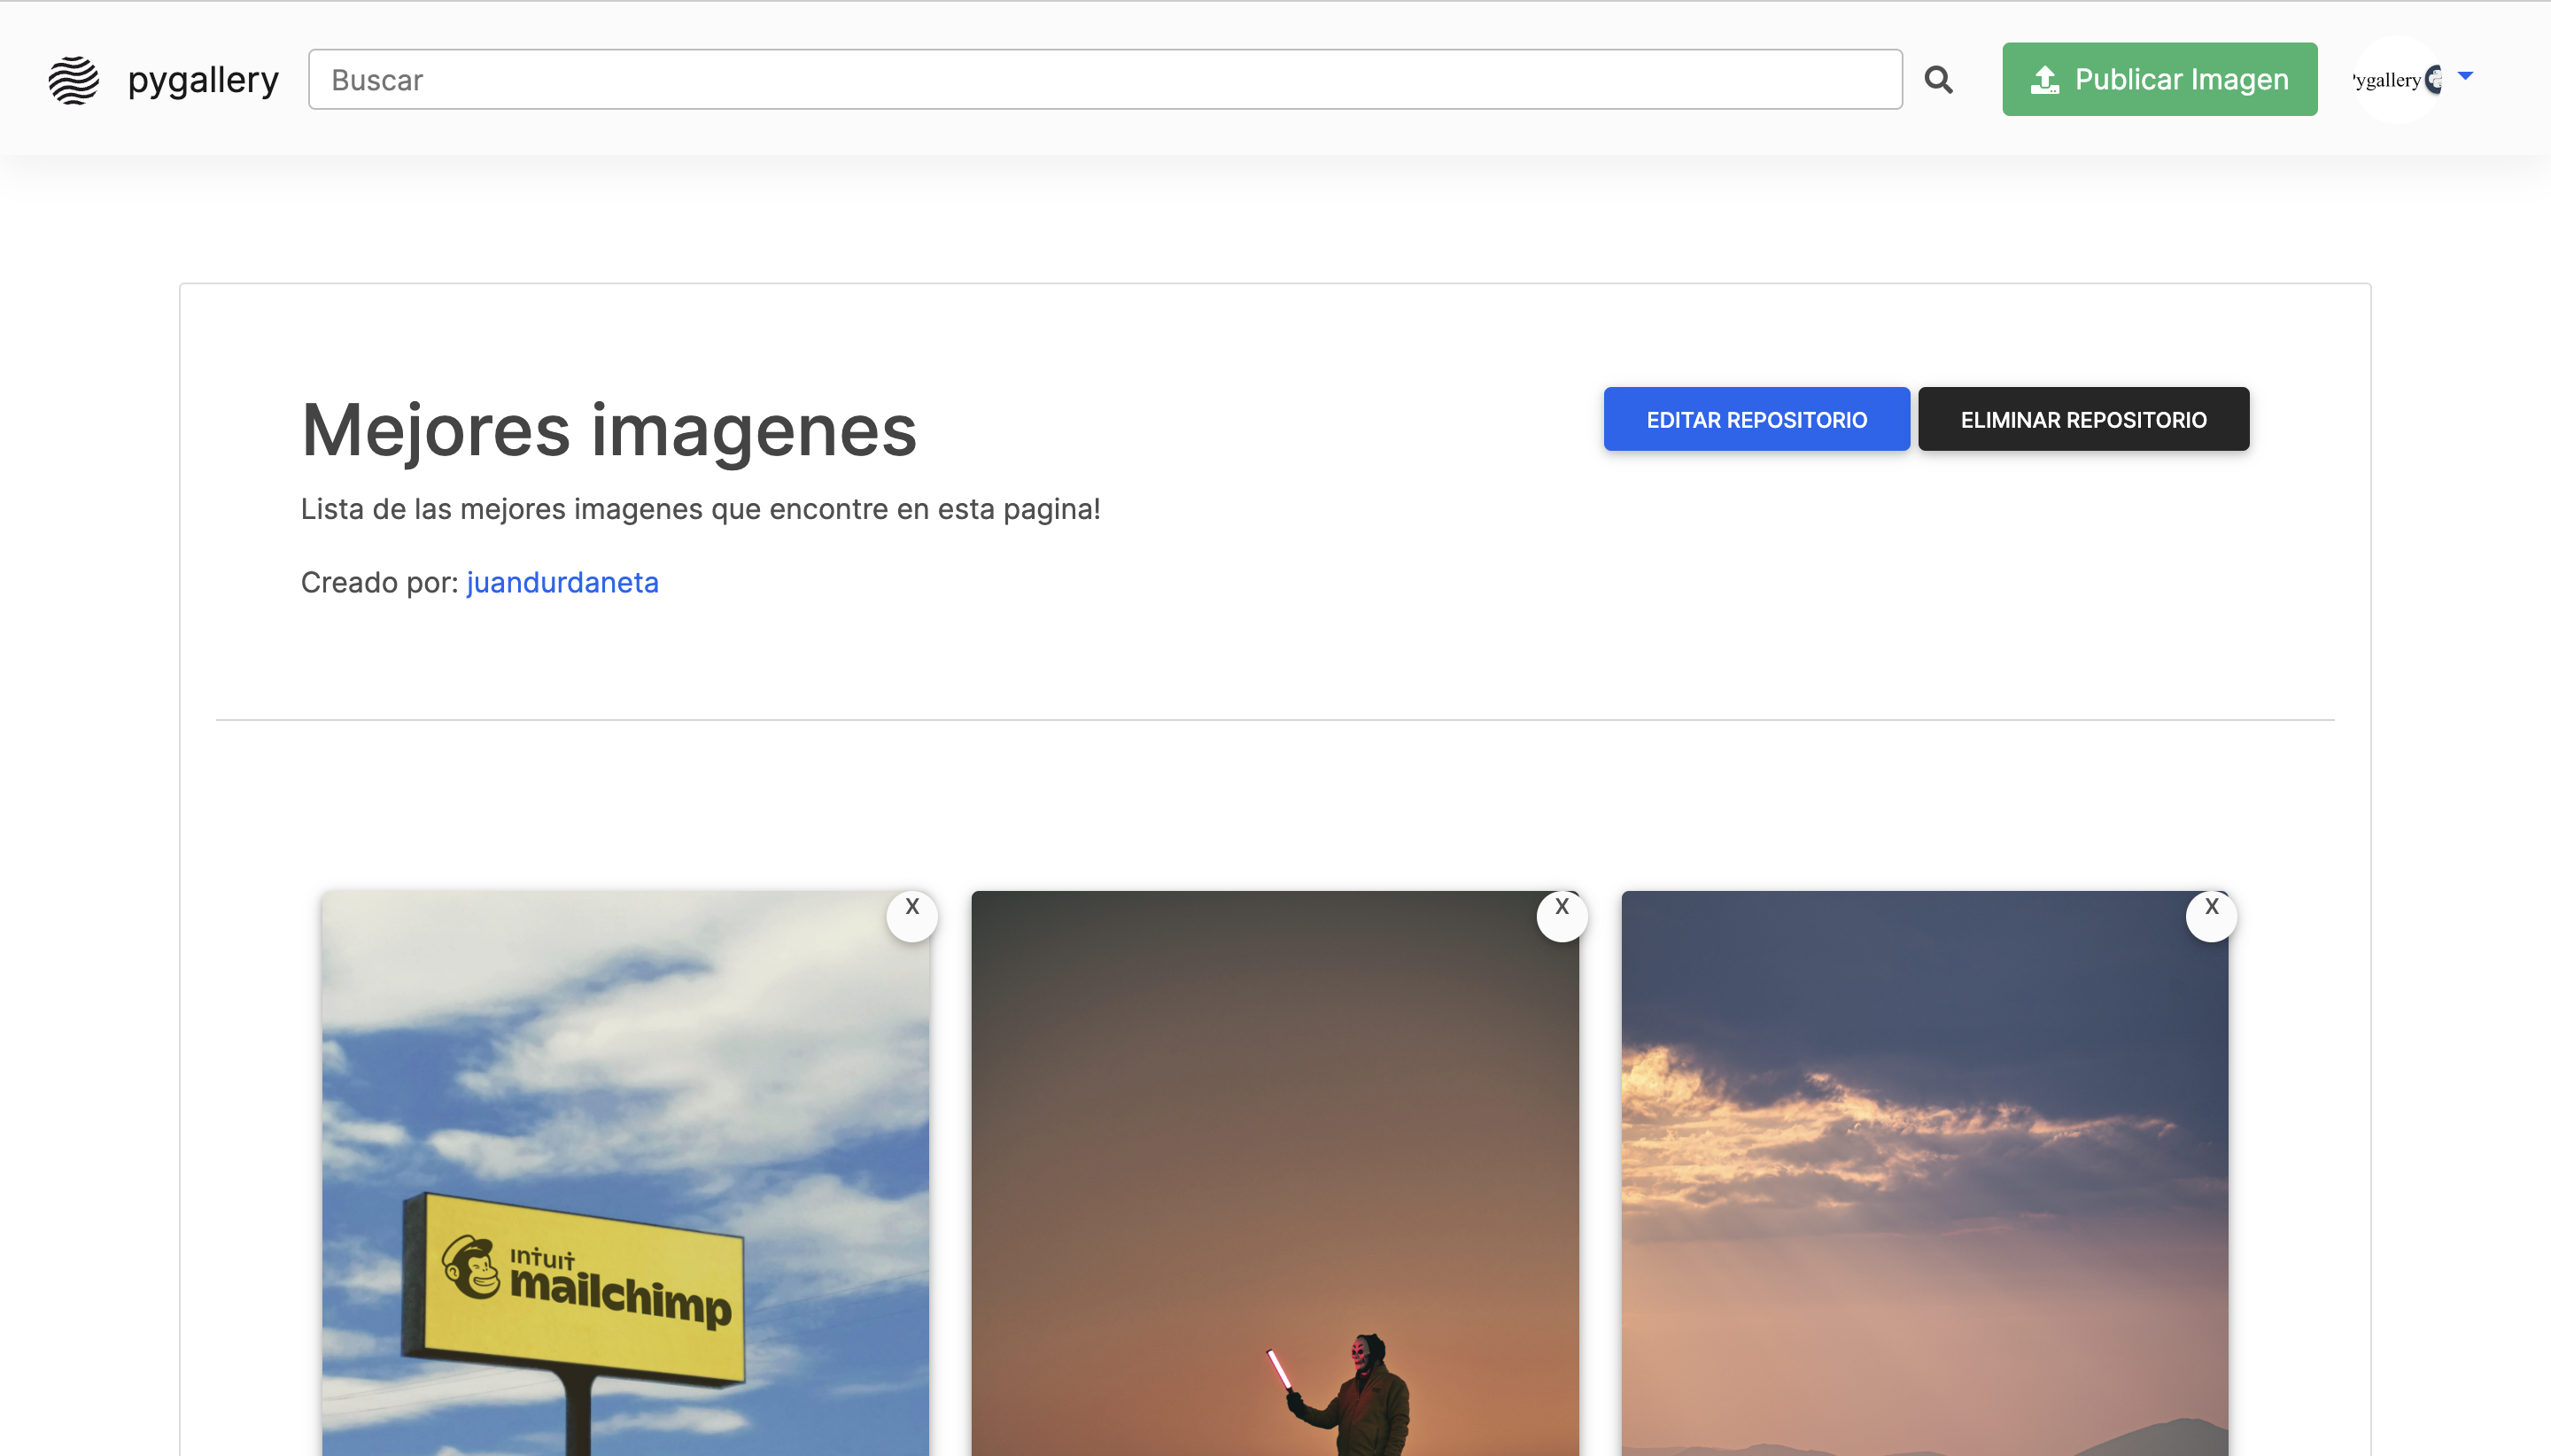 pygallery
Buscar
Publicar Imagen
ygallery
Mejores imagenes
EDITAR REPOSITORIO
ELIMINAR REPOSITORIO
Lista de las mejores imagenes que encontre en esta pagina!
Creado por: juandurdaneta
X
X
X
intuit
mailchimp